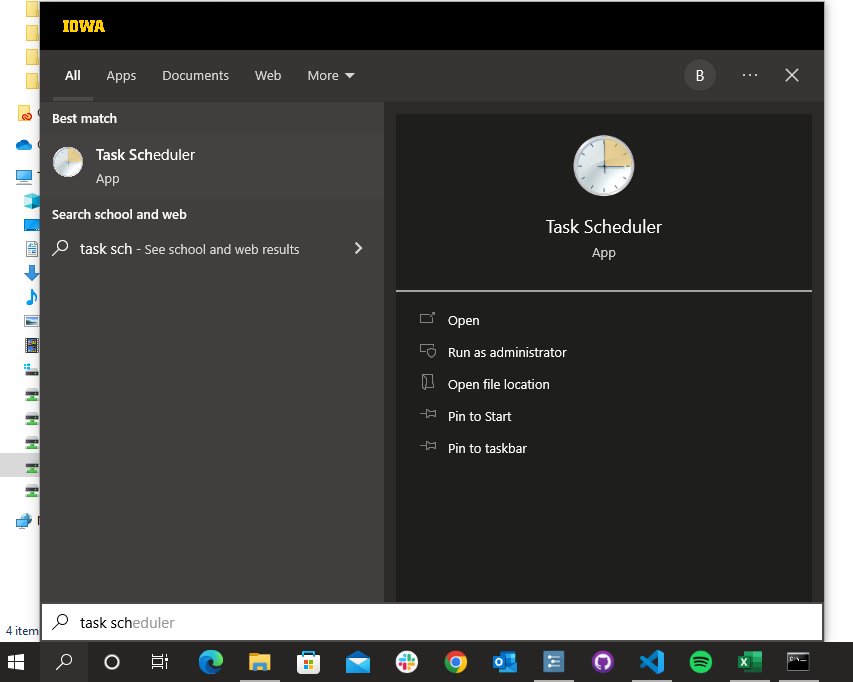 IOWA
All Apps Documents Web More B
Best match
Task Scheduler
App
Search school and web
task sch - See school and web results
Task Scheduler
App
Open
Run as administrator
Open file location
Pin to Start
Pin to taskbar
4 item
task scheduler